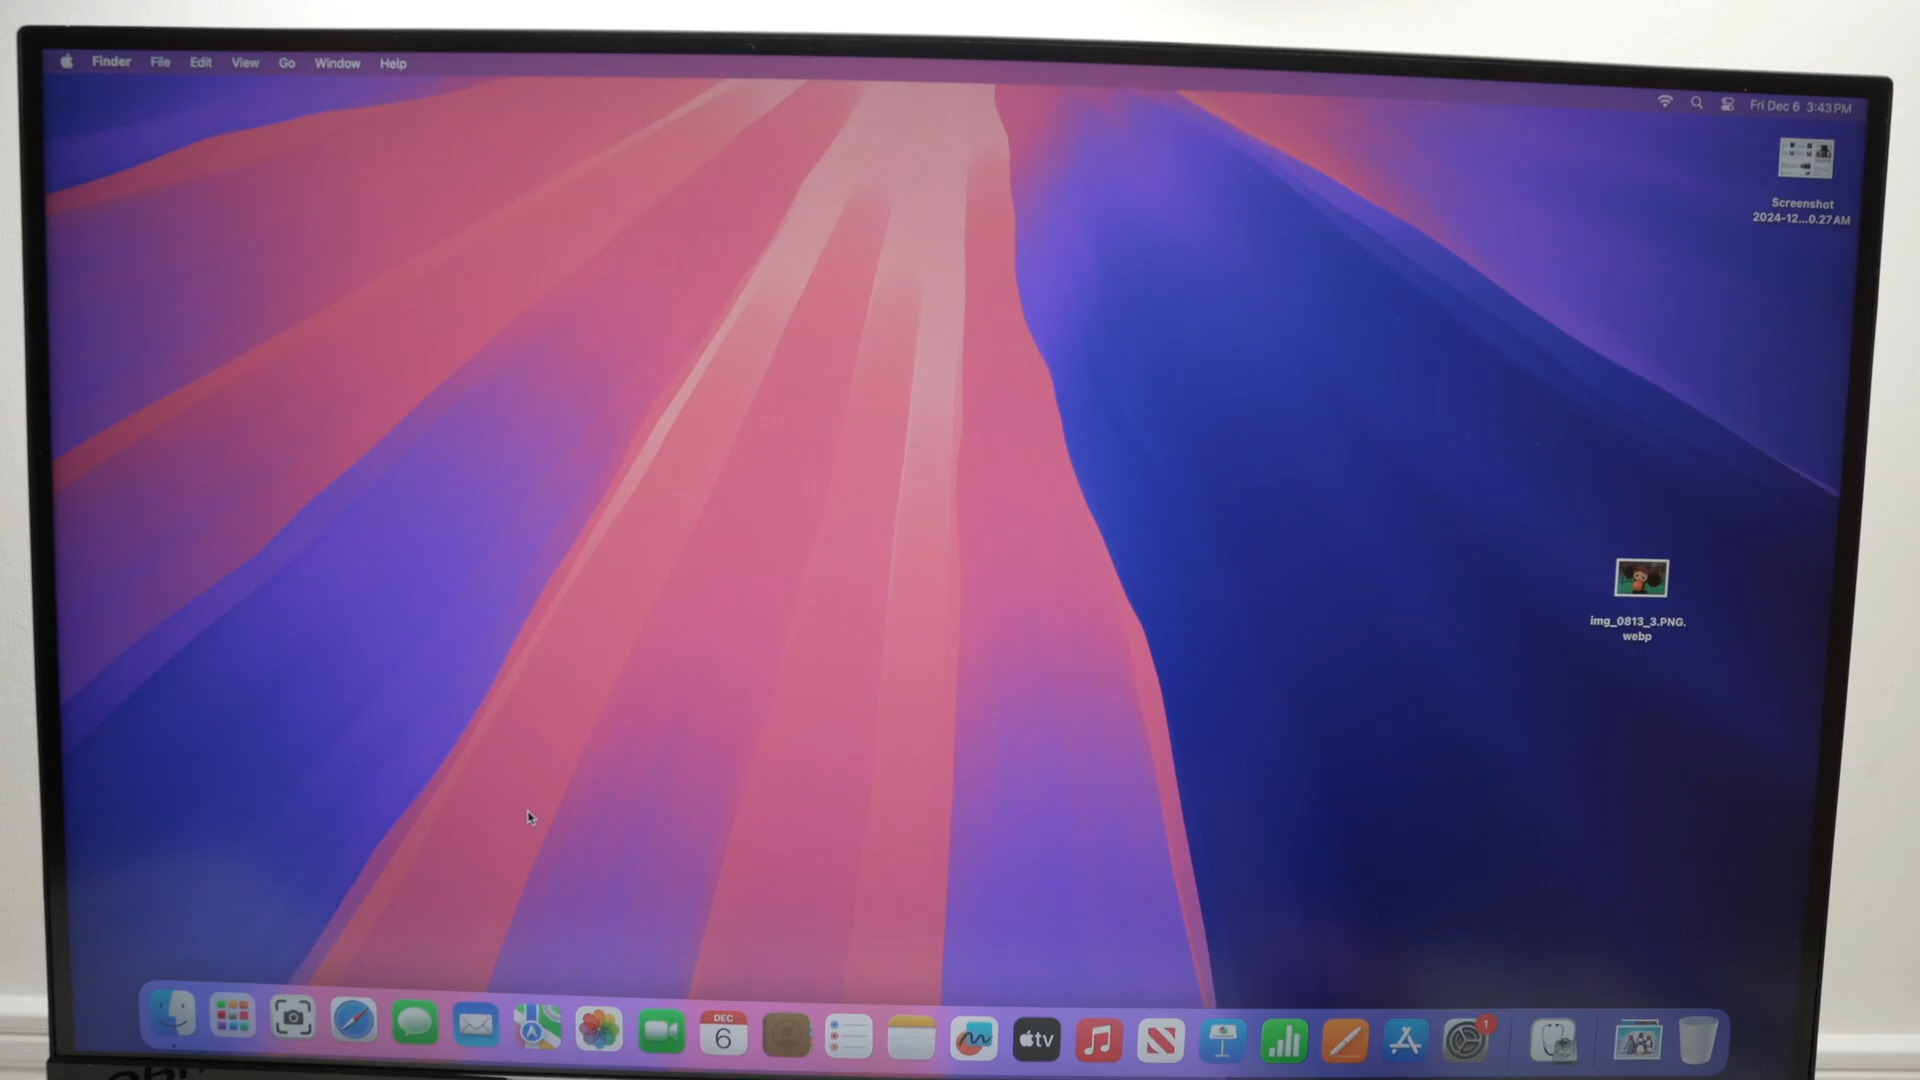 Finder File Edit View Go Window Help
Fri Dec 6 3:43 PM
Screenshot
2024-12...0.27 AM
img_0813_3.PNG.
webp
DEC
6
tv
1